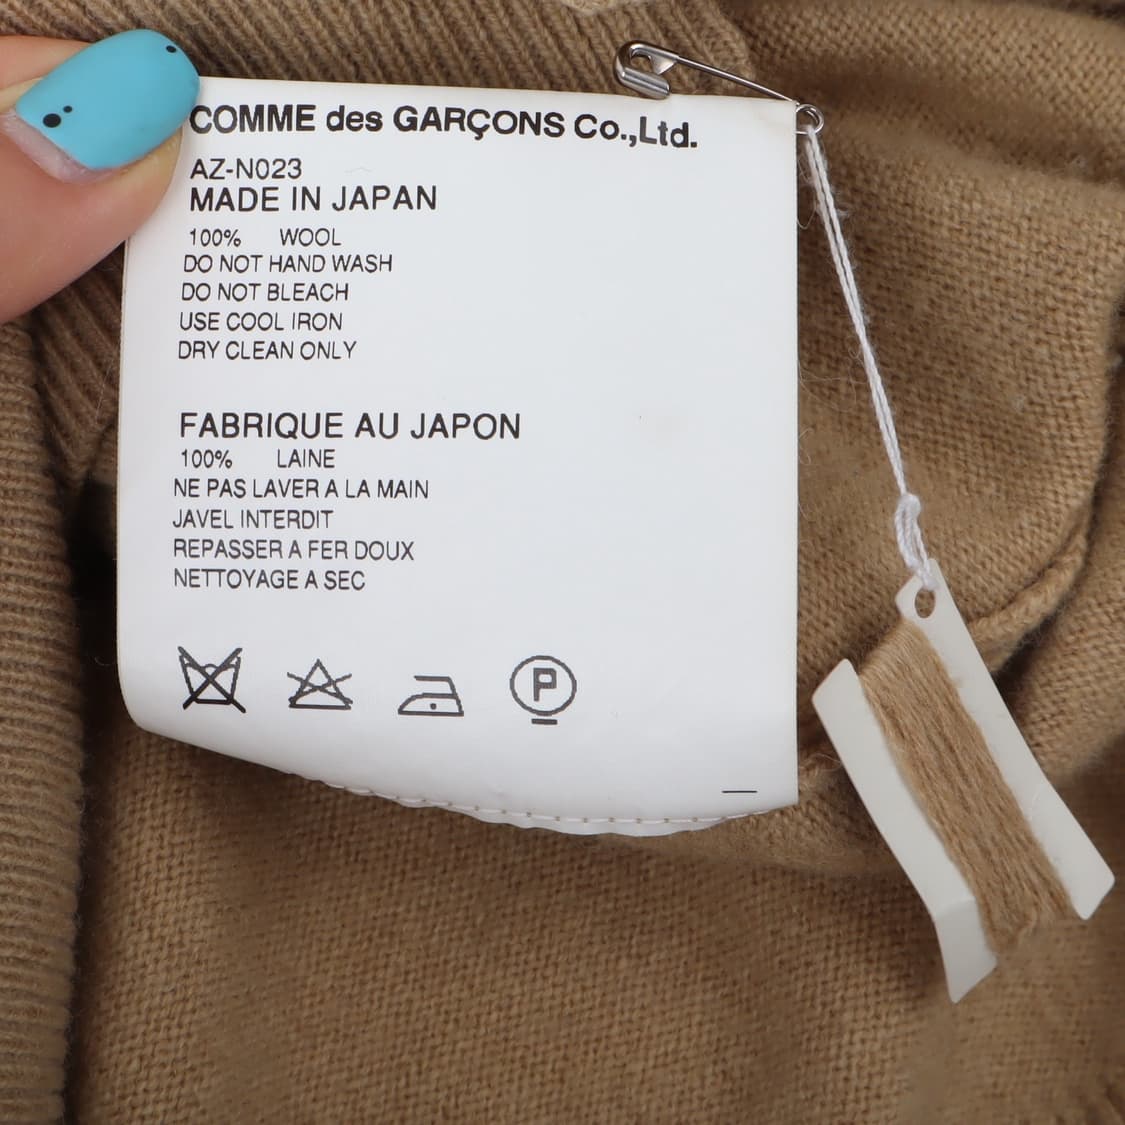 COMME des GARÇONS Co.,Ltd.
AZ-N023
MADE IN JAPAN
100% WOOL
DO NOT HAND WASH
DO NOT BLEACH
USE COOL IRON
DRY CLEAN ONLY
FABRIQUE AU JAPON
100% LAINE
NE PAS LAVER A LA MAIN
JAVEL INTERDIT
REPASSER A FER DOUX
NETTOYAGE A SEC
P